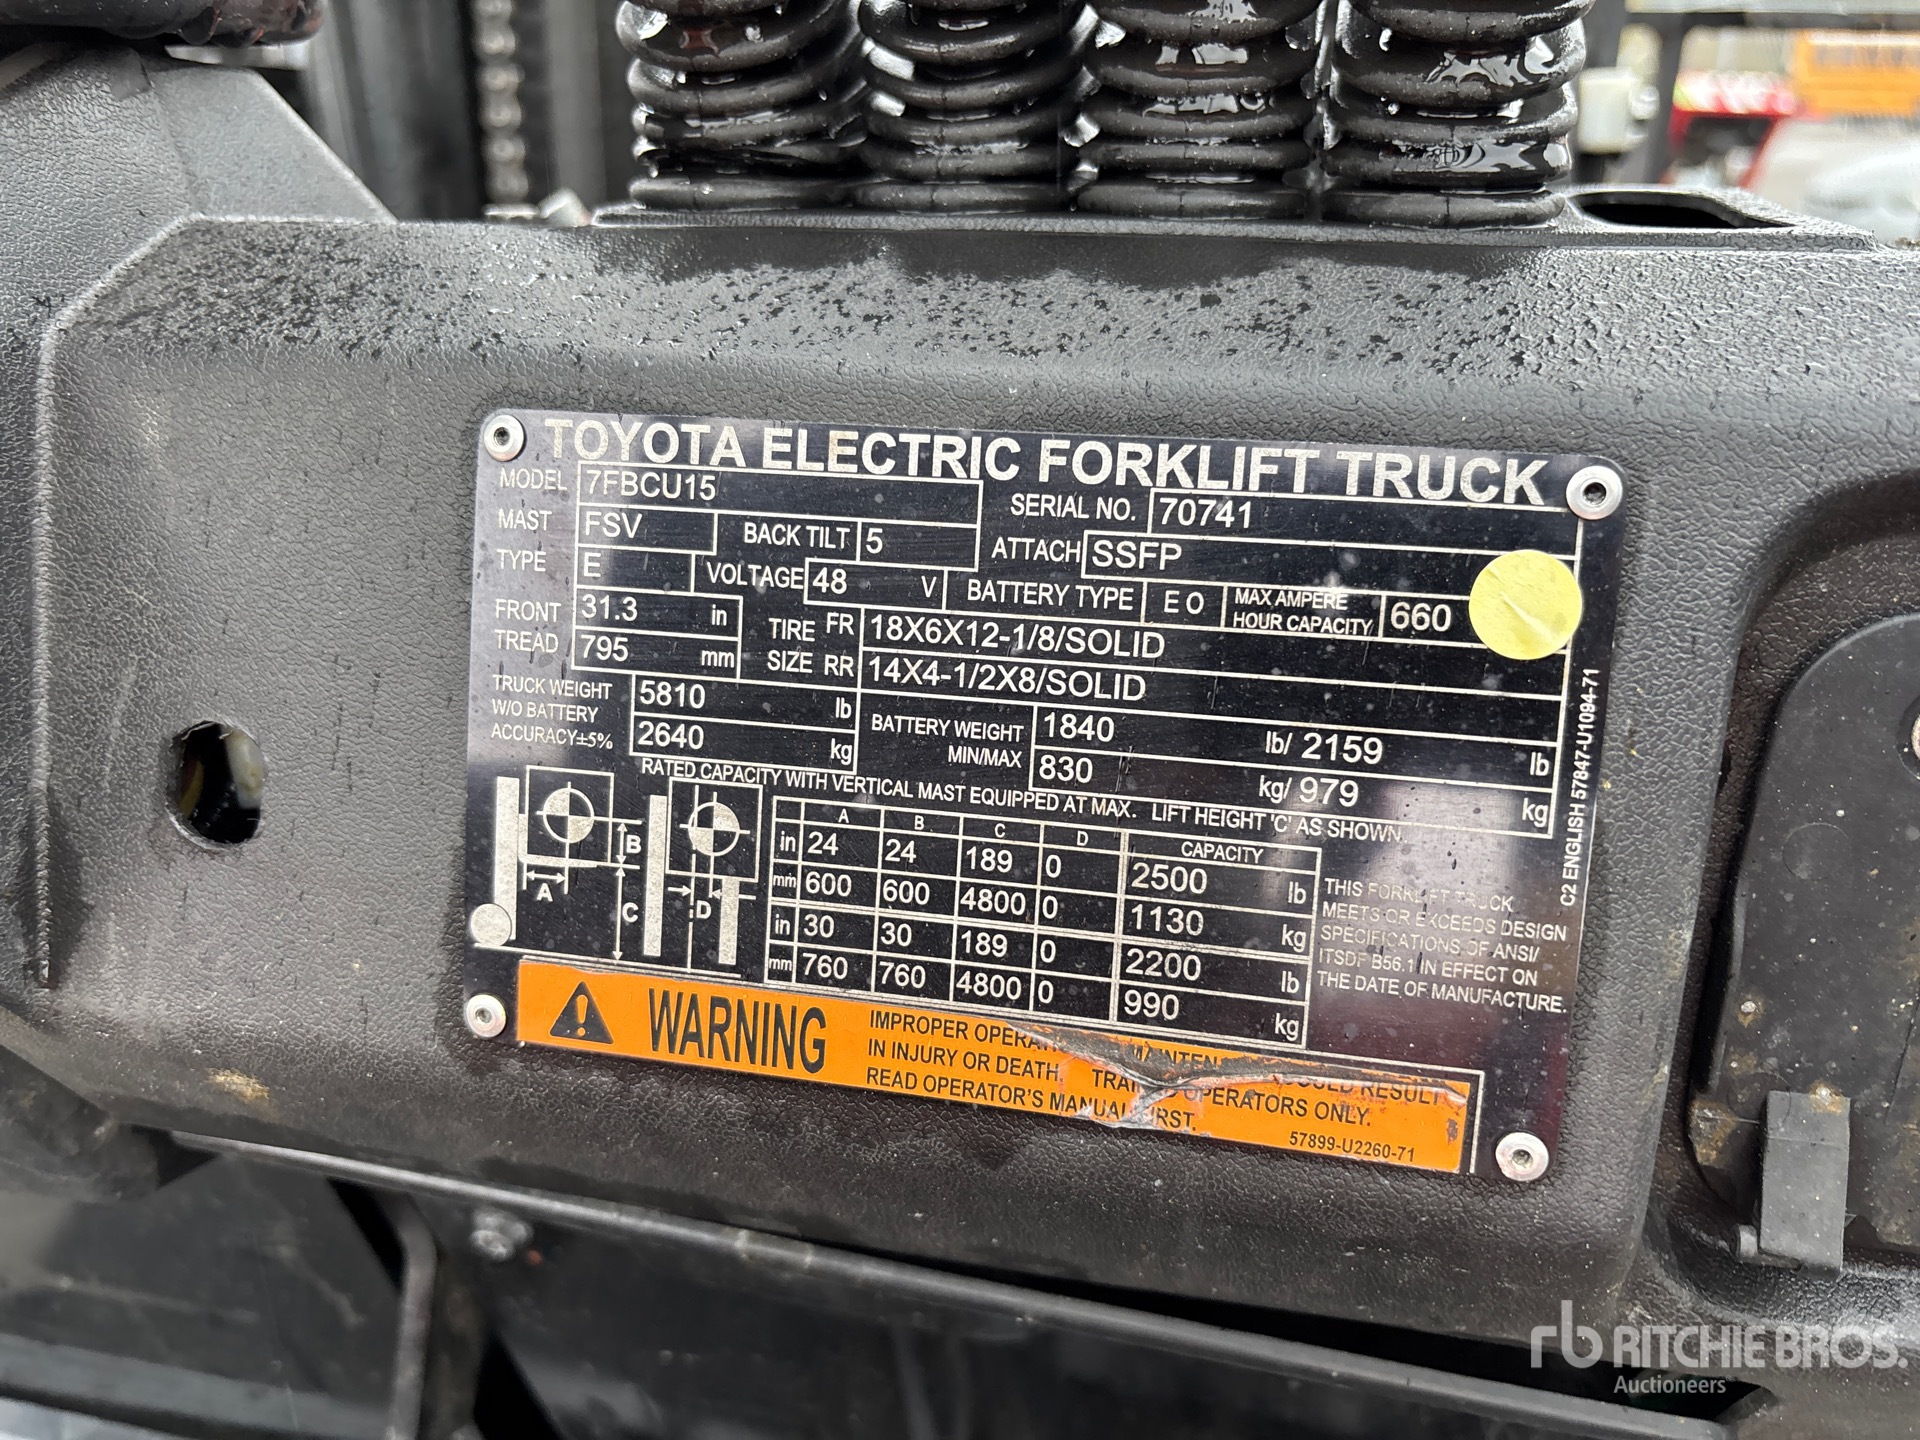 TOYOTA ELECTRIC FORKLIFT TRUCK
MODEL 7FBCU15 SERIAL NO. 70741
MAST FSV BACK TILT 5 ATTACH SSFP
TYPE E VOLTAGE 48 V BATTERY TYPE E O MAX AMPERE HOUR CAPACITY 660
FRONT TREAD 31.3 in TIRE SIZE FR 18X6X12-1/8/SOLID
795 mm RR 14X4-1/2X8/SOLID
TRUCK WEIGHT W/O BATTERY ACCURACY±5% 5810 lb BATTERY WEIGHT MIN/MAX 1840 lb/ 2159 lb
2640 kg 830 kg/ 979 kg
RATED CAPACITY WITH VERTICAL MAST EQUIPPED AT MAX. LIFT HEIGHT 'C' AS SHOWN.
A B C D
A B C D CAPACITY
in 24 24 189 0 2500 lb
mm 600 600 4800 0 1130 kg
in 30 30 189 0 2200 lb
mm 760 760 4800 0 990 kg
THIS FORKLIFT TRUCK
MEETS OR EXCEEDS DESIGN
SPECIFICATIONS OF ANSI/
ITSDF B56.1 IN EFFECT ON
THE DATE OF MANUFACTURE.
C2 ENGLISH 57847-U1094-71
WARNING
IMPROPER RESULT
IN INJURY OR DEATH. OPERATORS ONLY.
READ OPERATOR'S MANUAL
57899-U2260-71
rb RITCHIE BROS.
Auctioneers